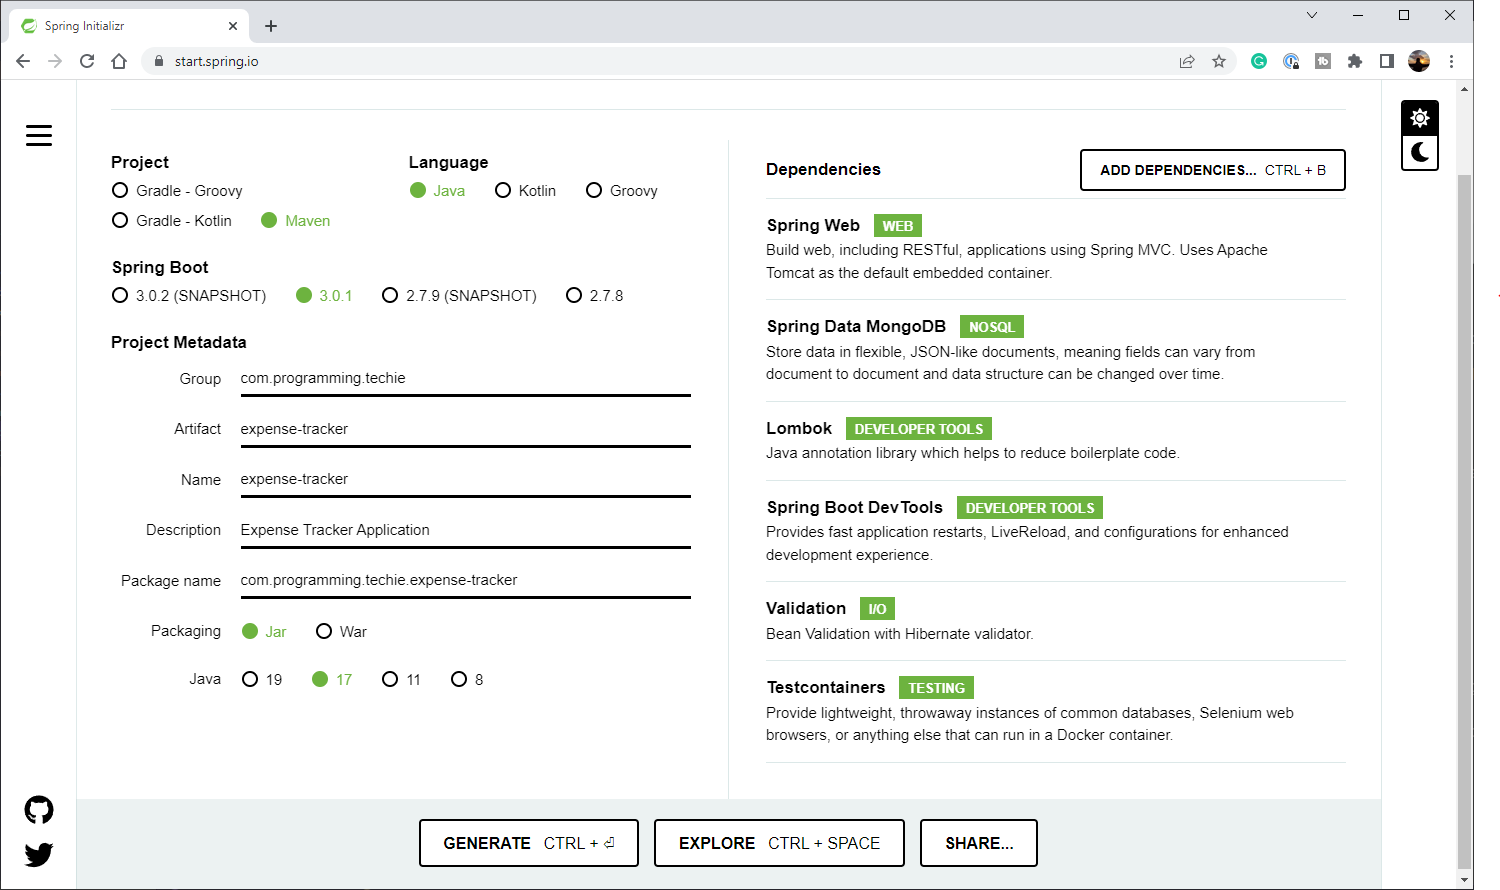 Spring Initializr
start.spring.io
Project
Gradle - Groovy
Gradle - Kotlin Maven
Language
Java Kotlin Groovy
Spring Boot
3.0.2 (SNAPSHOT) 3.0.1 2.7.9 (SNAPSHOT) 2.7.8
Project Metadata
Group com.programming.techie
Artifact expense-tracker
Name expense-tracker
Description Expense Tracker Application
Package name com.programming.techie.expense-tracker
Packaging Jar War
Java 19 17 11 8
Dependencies ADD DEPENDENCIES... CTRL + B
Spring Web WEB
Build web, including RESTful, applications using Spring MVC. Uses Apache
Tomcat as the default embedded container.
Spring Data MongoDB NOSQL
Store data in flexible, JSON-like documents, meaning fields can vary from
document to document and data structure can be changed over time.
Lombok DEVELOPER TOOLS
Java annotation library which helps to reduce boilerplate code.
Spring Boot DevTools DEVELOPER TOOLS
Provides fast application restarts, LiveReload, and configurations for enhanced
development experience.
Validation I/O
Bean Validation with Hibernate validator.
Testcontainers TESTING
Provide lightweight, throwaway instances of common databases, Selenium web
browsers, or anything else that can run in a Docker container.
GENERATE CTRL + ⏎ EXPLORE CTRL + SPACE SHARE...